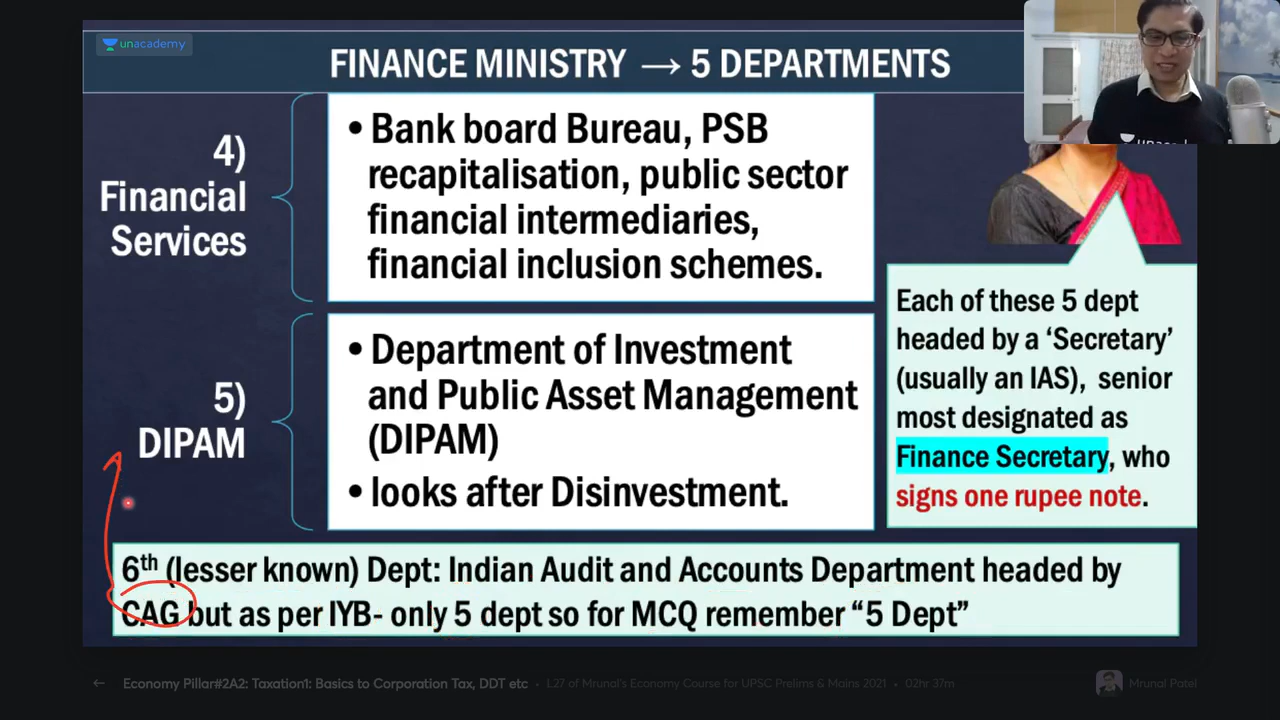 unacademy
FINANCE MINISTRY → 5 DEPARTMENTS
4)
Financial
Services
• Bank board Bureau, PSB
recapitalisation, public sector
financial intermediaries,
financial inclusion schemes.
5)
DIPAM
• Department of Investment
and Public Asset Management
(DIPAM)
• looks after Disinvestment.
Each of these 5 dept
headed by a ‘Secretary’
(usually an IAS), senior
most designated as
Finance Secretary, who
signs one rupee note.
6th (lesser known) Dept: Indian Audit and Accounts Department headed by
CAG but as per IYB- only 5 dept so for MCQ remember “5 Dept”
Economy Pillar#2A2: Taxation1: Basics to Corporation Tax, DDT etc • L27 of Mrunal's Economy Course for UPSC Prelims & Mains 2021 • 02hr 37m
Mrunal Patel